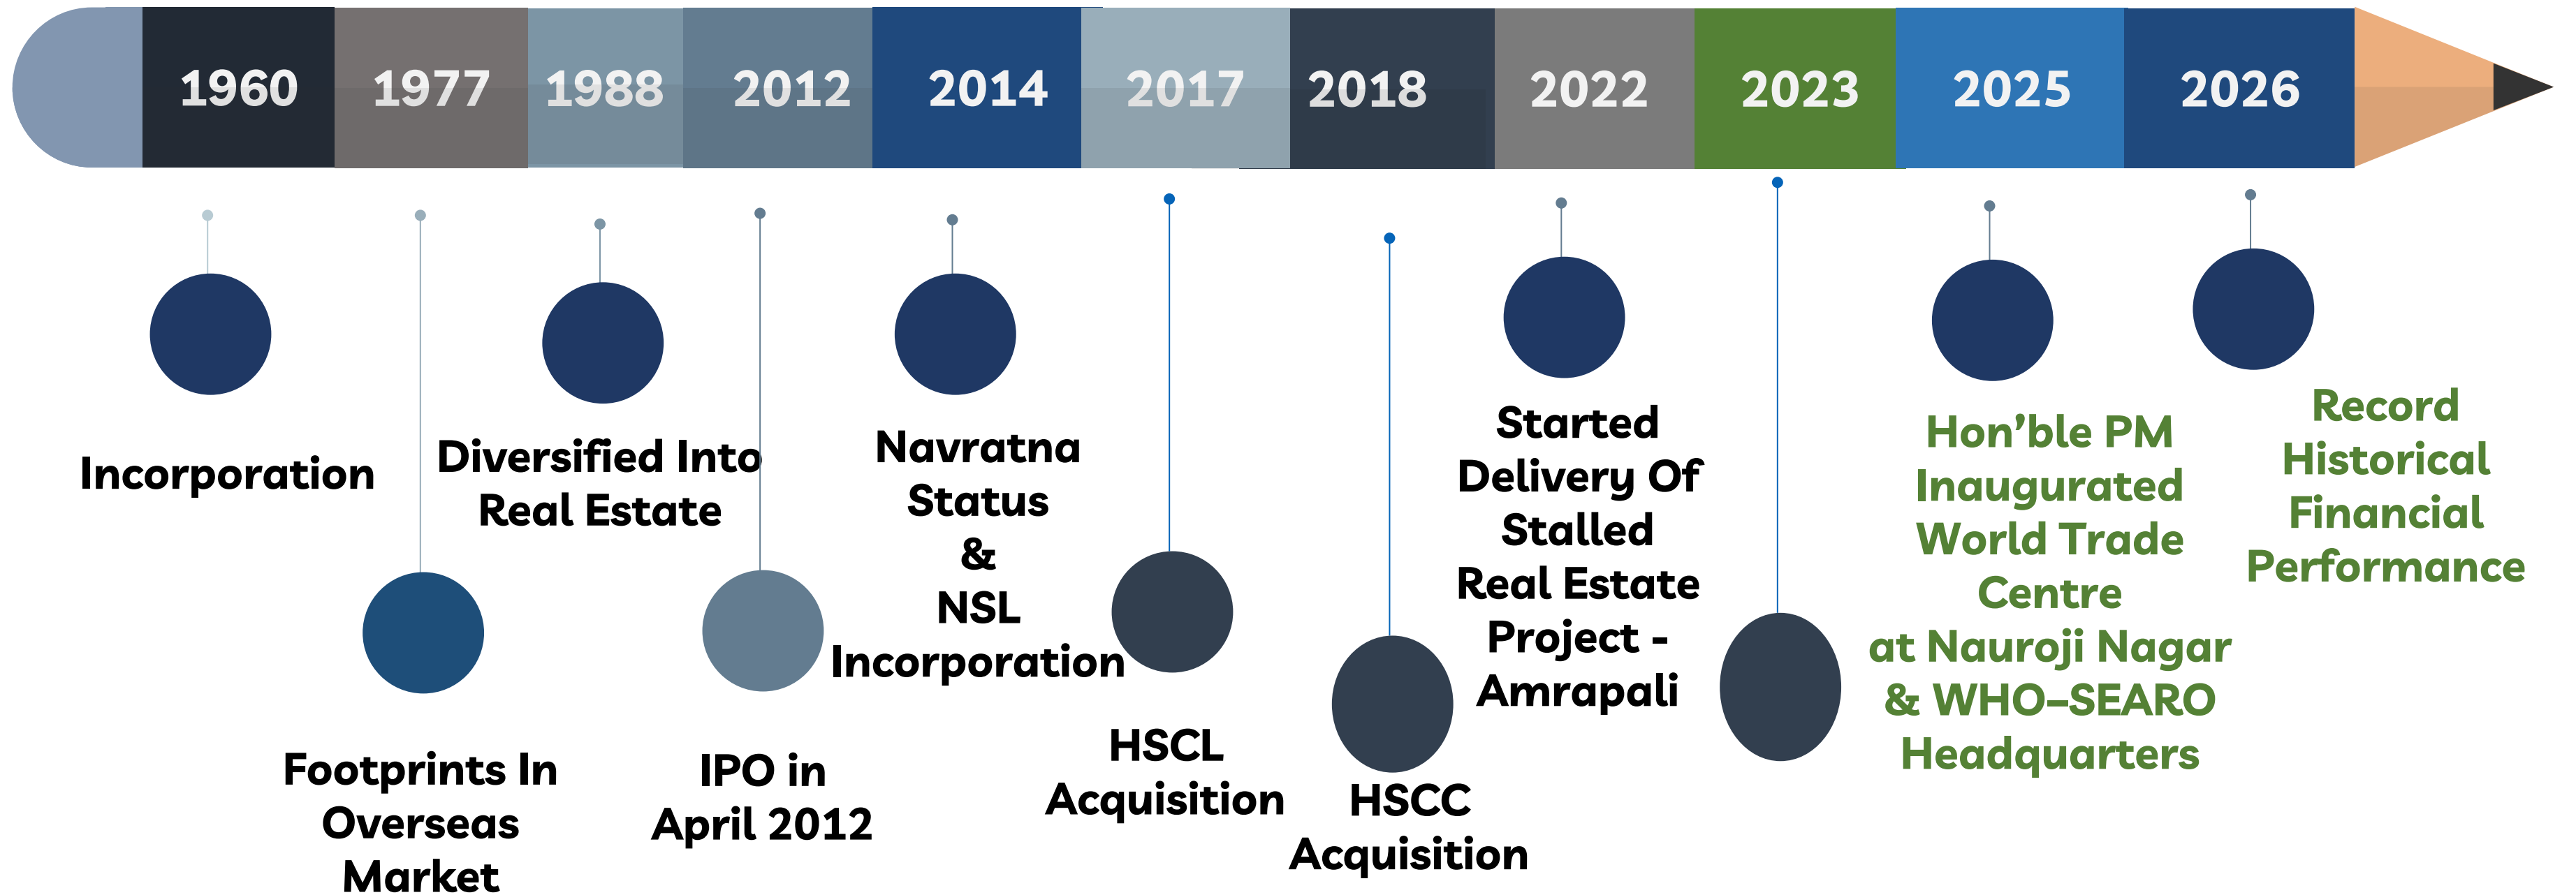 1960
1977
1988
2012
2014
2017
2018
2022
2023
2025
2026
Incorporation
Footprints In
Overseas
Market
Diversified Into
Real Estate
IPO in
April 2012
Navratna
Status
&
NSL
Incorporation
HSCL
Acquisition
HSCC
Acquisition
Started
Delivery Of
Stalled
Real Estate
Project -
Amrapali
Hon’ble PM
Inaugurated
World Trade
Centre
at Nauroji Nagar
& WHO–SEARO
Headquarters
Record
Historical
Financial
Performance